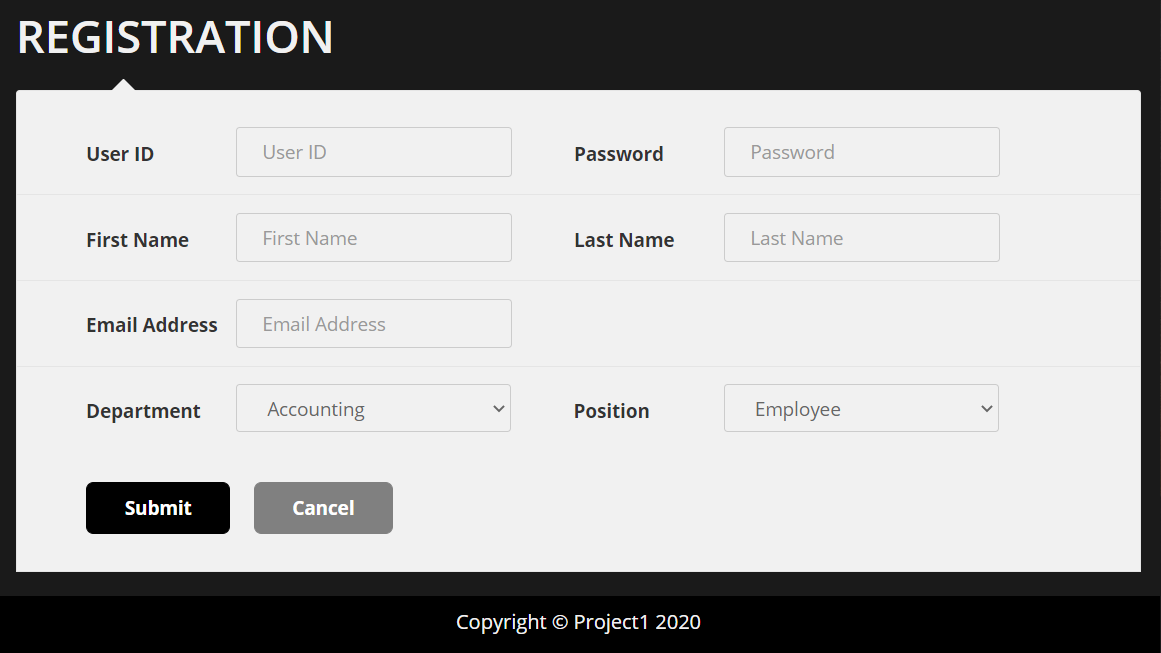 REGISTRATION
User ID User ID Password Password
First Name First Name Last Name Last Name
Email Address Email Address
Department Accounting Position Employee
Submit Cancel
Copyright © Project1 2020